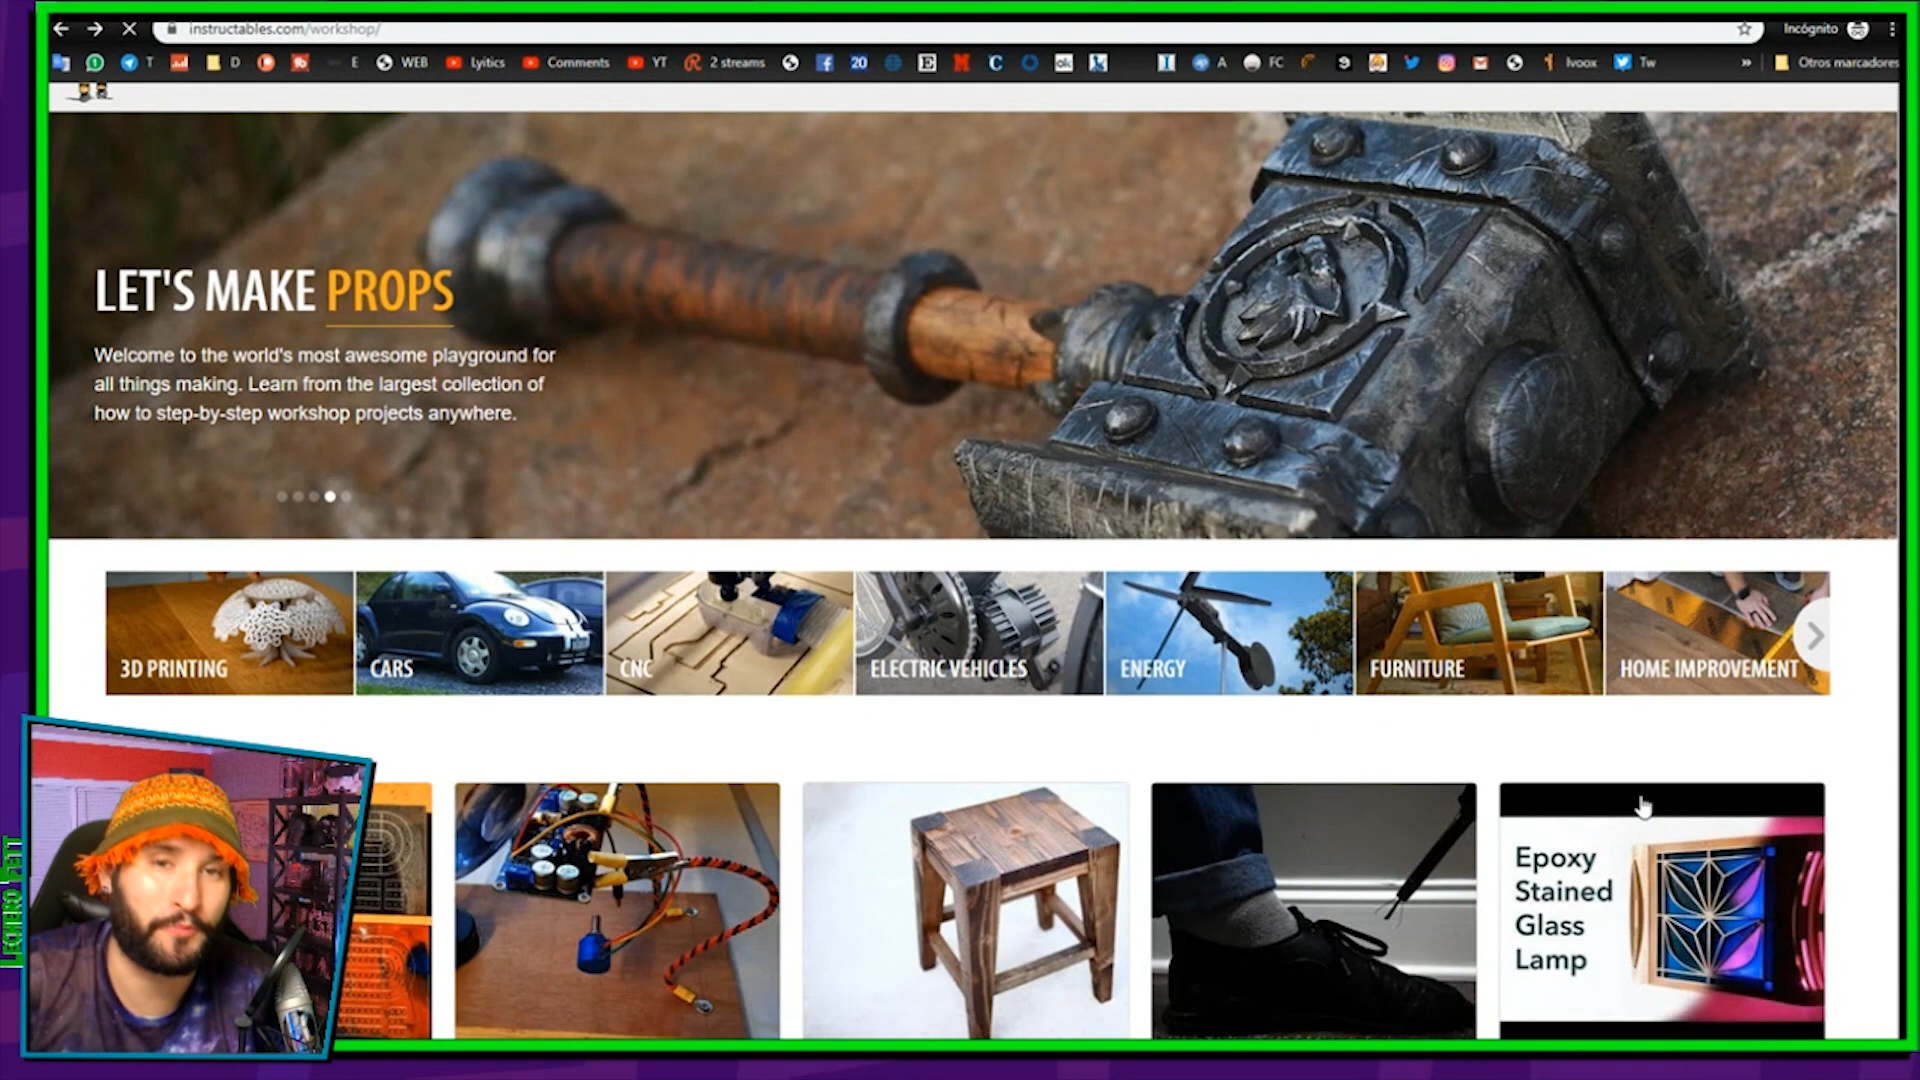 instructables.com/workshop/
Incógnito
T
D
E
WEB
Lyitics
Comments
YT
2 streams
20
E
C
ok
I
A
FC
9
Ivoox
Tw
»
Otros marcadores
LET'S MAKE PROPS
Welcome to the world's most awesome playground for
all things making. Learn from the largest collection of
how to step-by-step workshop projects anywhere.
3D PRINTING
CARS
CNC
ELECTRIC VEHICLES
ENERGY
FURNITURE
HOME IMPROVEMENT
Epoxy
Stained
Glass
Lamp